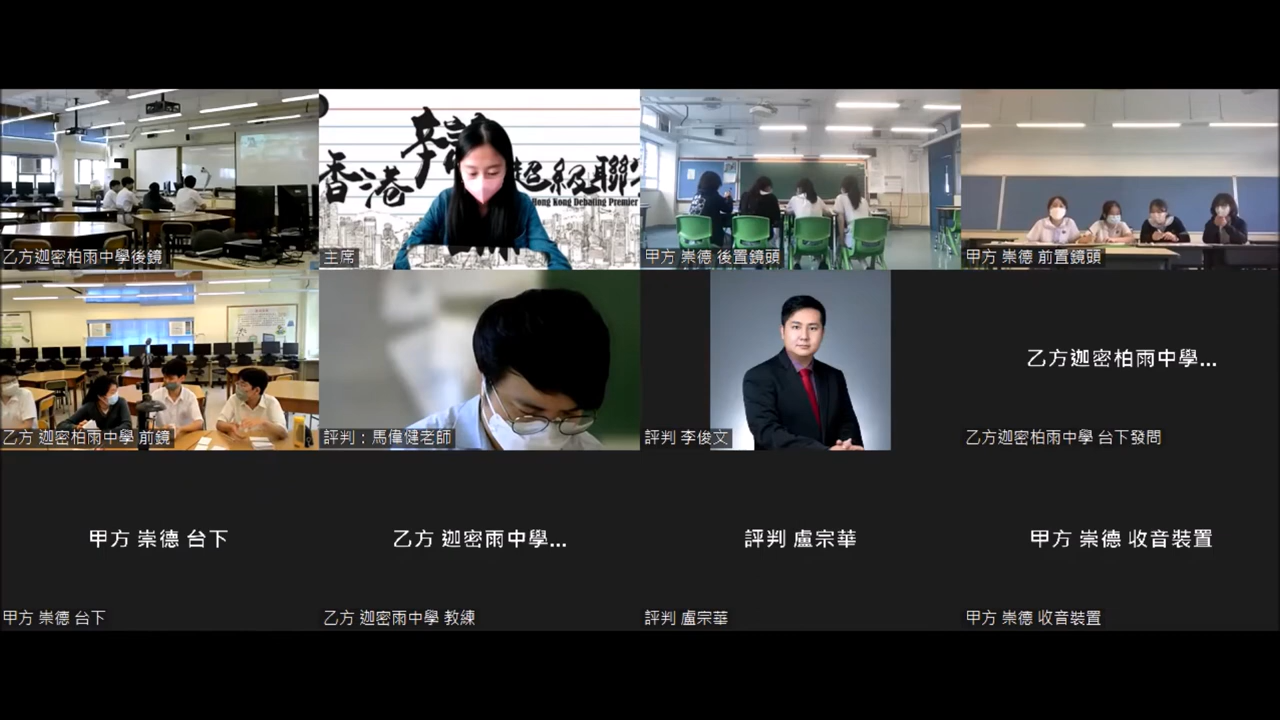 乙方迦密柏雨中學後鏡
香港辯 超級聯
Hong Kong Debating Premier
主席
甲方 崇德 後置鏡頭
甲方 崇德 前置鏡頭
乙方 迦密柏雨中學 前鏡
評判：馬偉健老師
評判 李俊文
乙方迦密柏雨中學...
乙方迦密柏雨中學 台下發問
甲方 崇德 台下
甲方 崇德 台下
乙方 迦密雨中學...
乙方 迦密雨中學 教練
評判 盧宗華
評判 盧宗華
甲方 崇德 收音裝置
甲方 崇德 收音裝置